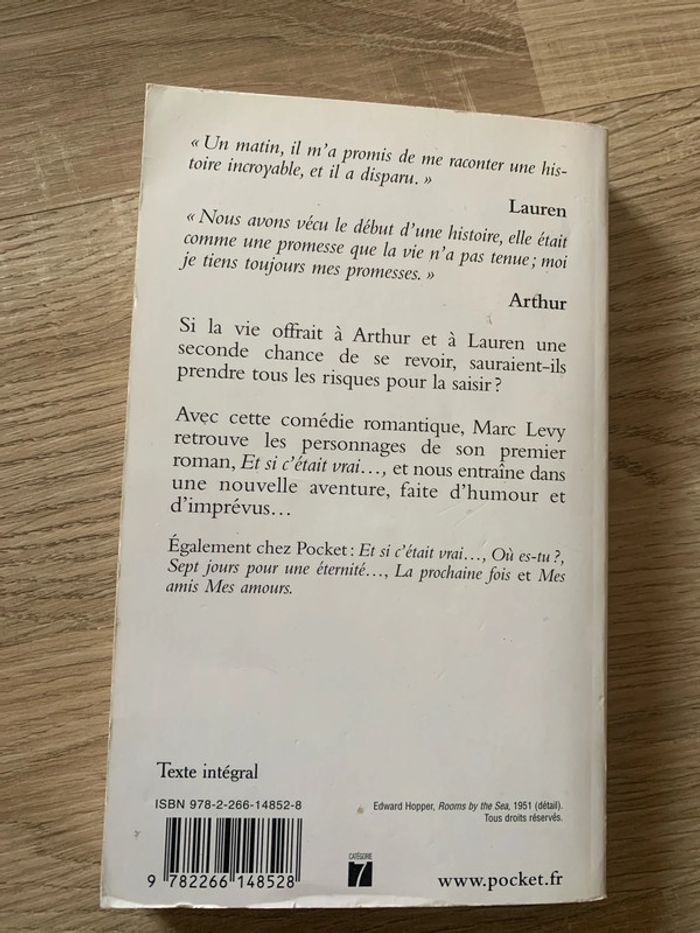 « Un matin, il m'a promis de me raconter une his-
toire incroyable, et il a disparu. »
Lauren
« Nous avons vécu le début d'une histoire, elle était
comme une promesse que la vie n'a pas tenue ; moi
je tiens toujours mes promesses. »
Arthur
Si la vie offrait à Arthur et à Lauren une
seconde chance de se revoir, sauraient-ils
prendre tous les risques pour la saisir ?
Avec cette comédie romantique, Marc Levy
retrouve les personnages de son premier
roman, Et si c'était vrai…, et nous entraîne dans
une nouvelle aventure, faite d'humour et
d'imprévus…
Également chez Pocket : Et si c'était vrai…, Où es-tu ?,
Sept jours pour une éternité…, La prochaine fois et Mes
amis Mes amours.
Texte intégral
ISBN 978-2-266-14852-8
Edward Hopper, Rooms by the Sea, 1951 (détail).
Tous droits réservés.
9 782266 148528
CATÉGORIE
7
www.pocket.fr